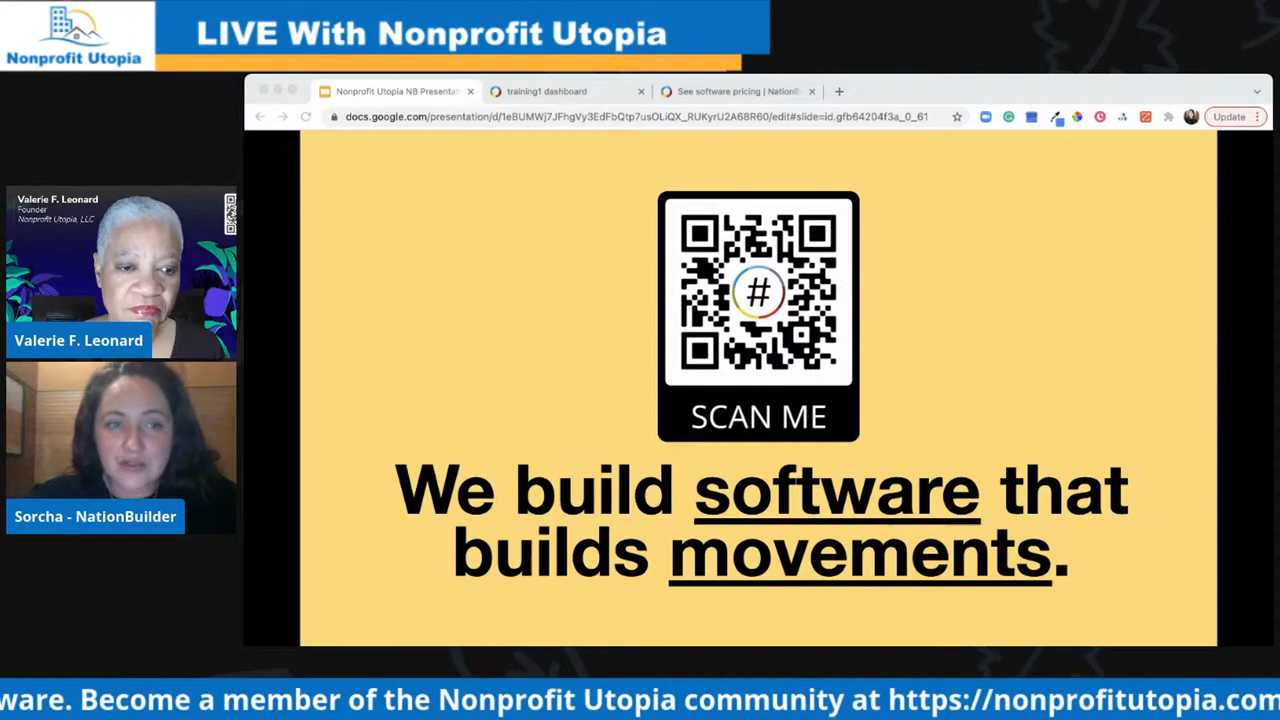 Nonprofit Utopia
LIVE With Nonprofit Utopia
Nonprofit Utopia NB Presentat
training1 dashboard
See software pricing | NationB
docs.google.com/presentation/d/1eBUMWj7JFhgVy3EdFbQtp7usOLiQX_RUKyrU2A68R60/edit#slide=id.gfb64204f3a_0_61
Update
Valerie F. Leonard
Founder
Nonprofit Utopia, LLC
Valerie F. Leonard
Sorcha - NationBuilder
#
SCAN ME
We build software that
builds movements.
ware. Become a member of the Nonprofit Utopia community at https://nonprofitutopia.com